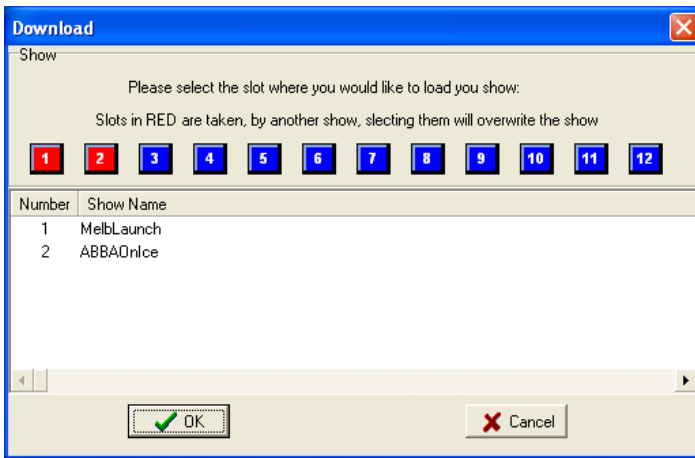 Download
Show
Please select the slot where you would like to load you show:
Slots in RED are taken, by another show, slecting them will overwrite the show
1 2 3 4 5 6 7 8 9 10 11 12
Number Show Name
1 MelbLaunch
2 ABBAOnIce
OK Cancel